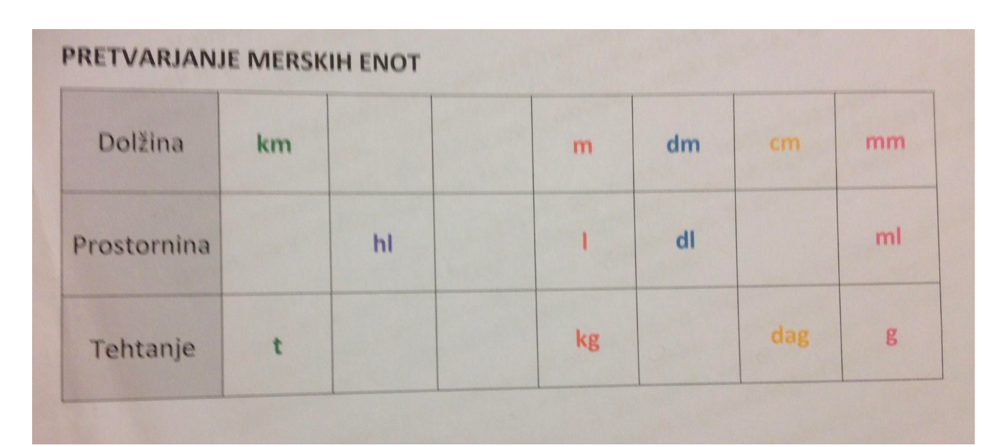 PRETVARJANJE MERSKIH ENOT
Dolžina km m dm cm mm
Prostornina hl l dl ml
Tehtanje t kg dag g